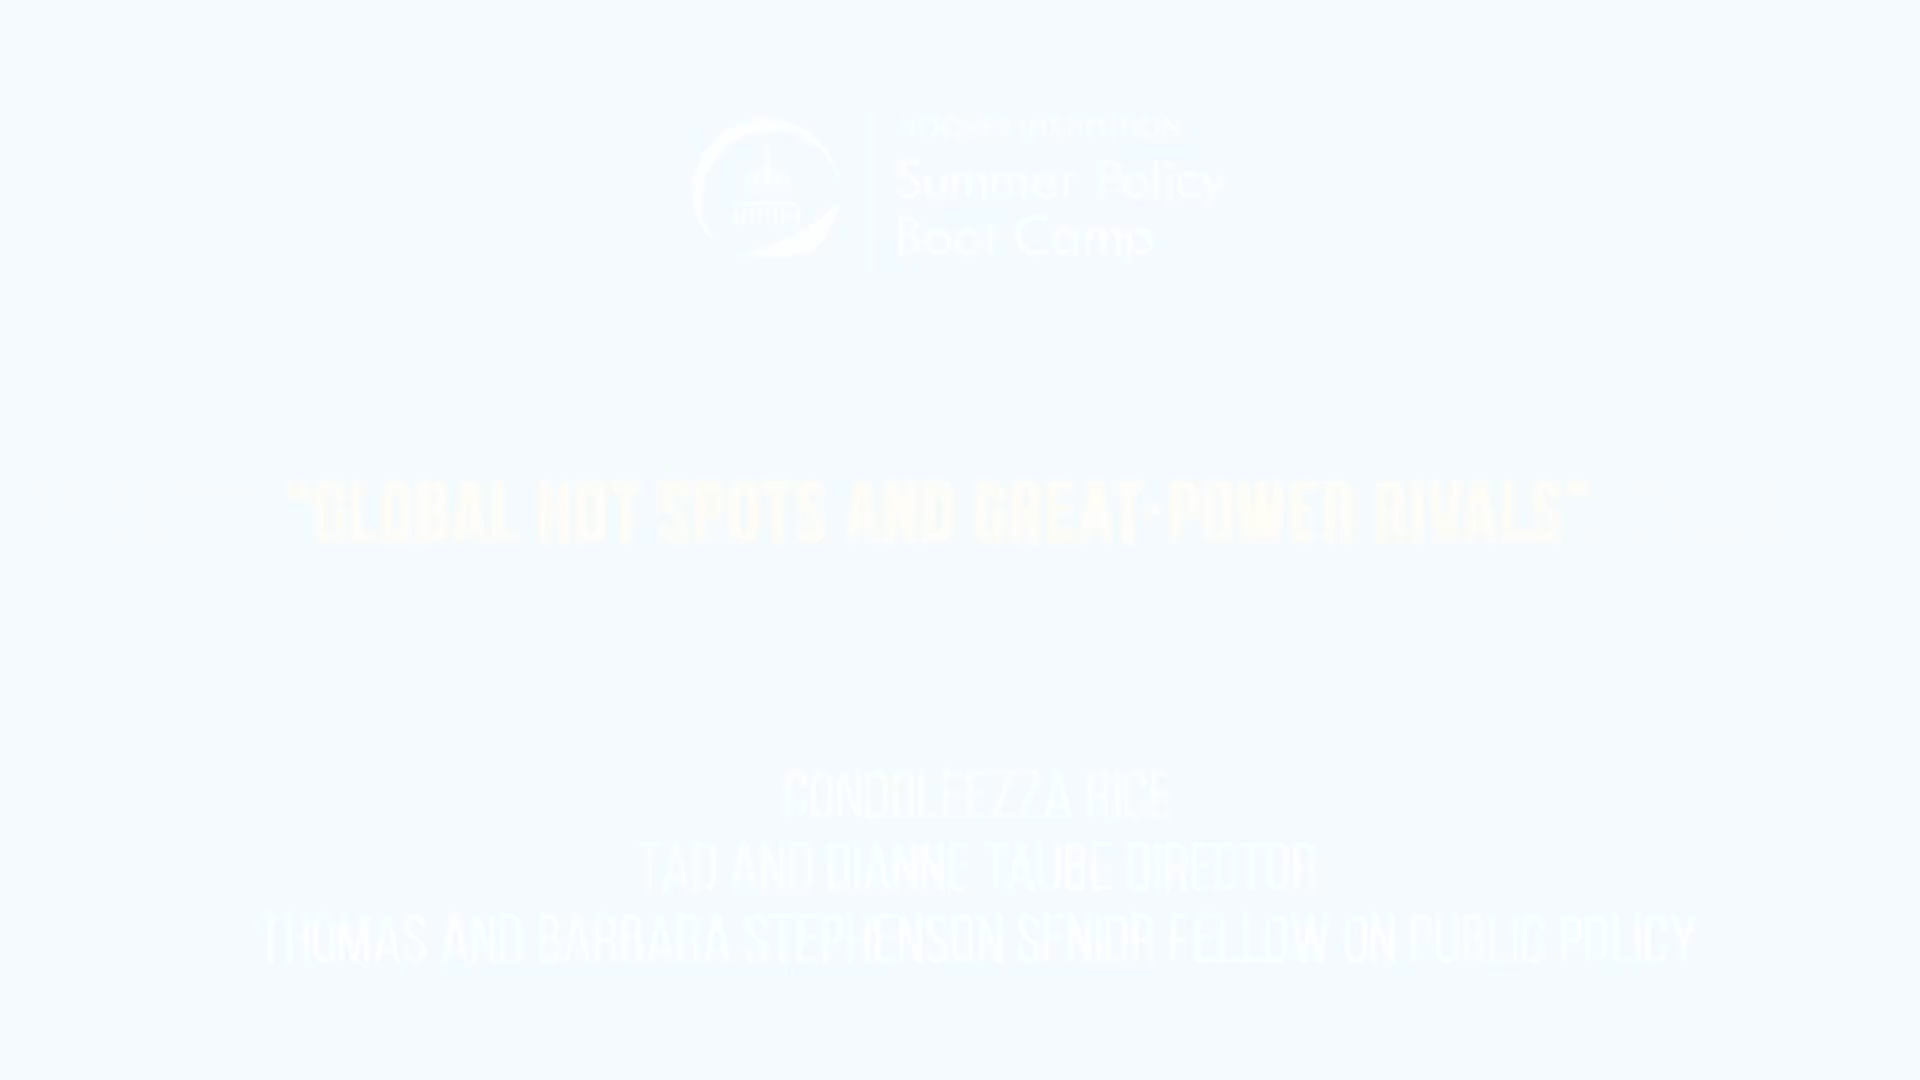 HOOVER INSTITUTION
Summer Policy
Boot Camp
"GLOBAL HOT SPOTS AND GREAT-POWER RIVALS"
CONDOLEEZZA RICE
TAD AND DIANNE TAUBE DIRECTOR
THOMAS AND BARBARA STEPHENSON SENIOR FELLOW ON PUBLIC POLICY